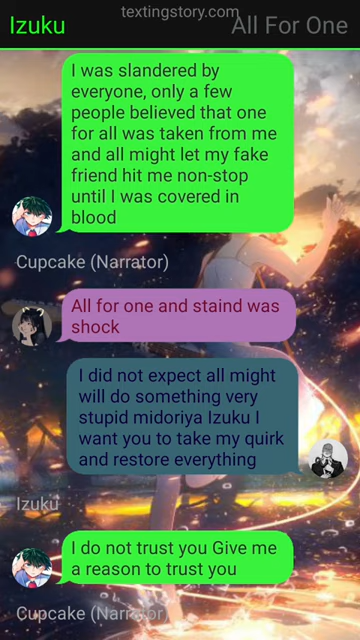 textingstory.com
Izuku
All For One
I was slandered by
everyone, only a few
people believed that one
for all was taken from me
and all might let my fake
friend hit me non-stop
until I was covered in
blood
Cupcake (Narrator)
All for one and staind was
shock
I did not expect all might
will do something very
stupid midoriya Izuku I
want you to take my quirk
and restore everything
Izuku
I do not trust you Give me
a reason to trust you
Cupcake (Narrator)